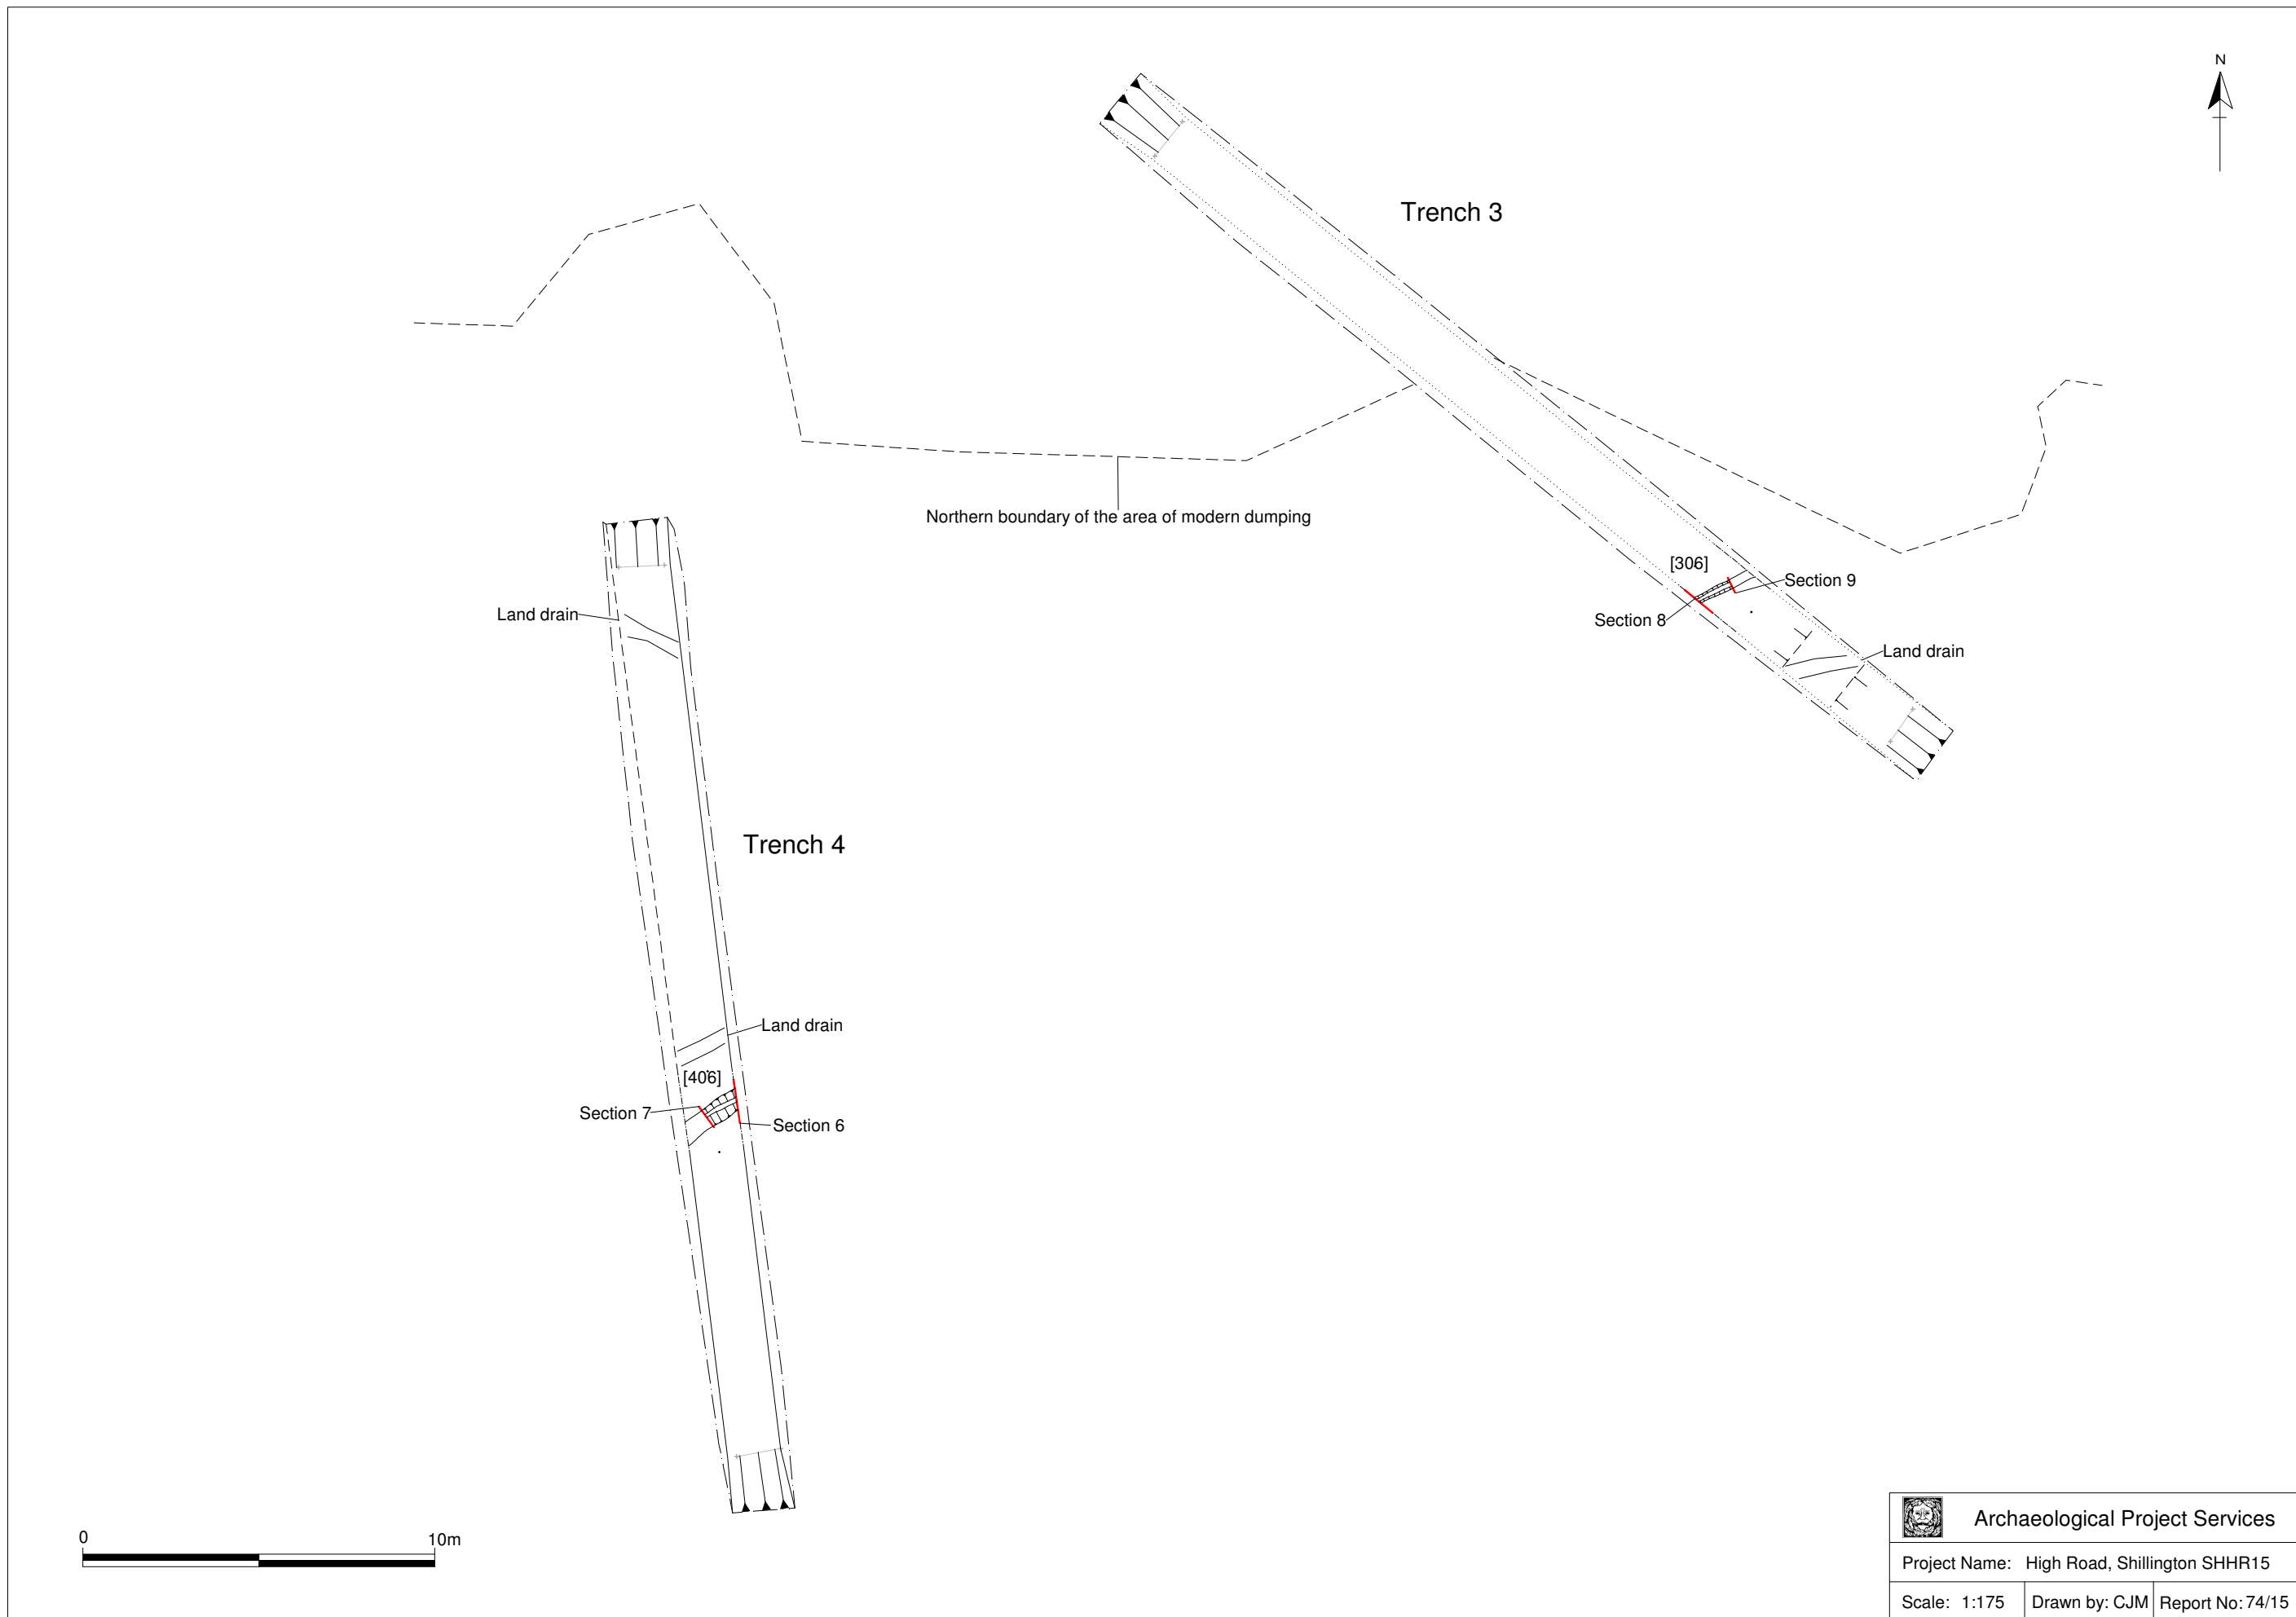 N
Trench 3
Northern boundary of the area of modern dumping
[306]
Section 9
Section 8
Land drain
Land drain
Trench 4
Land drain
[406]
Section 7
Section 6
0 10m
Archaeological Project Services
Project Name: High Road, Shillington SHHR15
Scale: 1:175 Drawn by: CJM Report No: 74/15